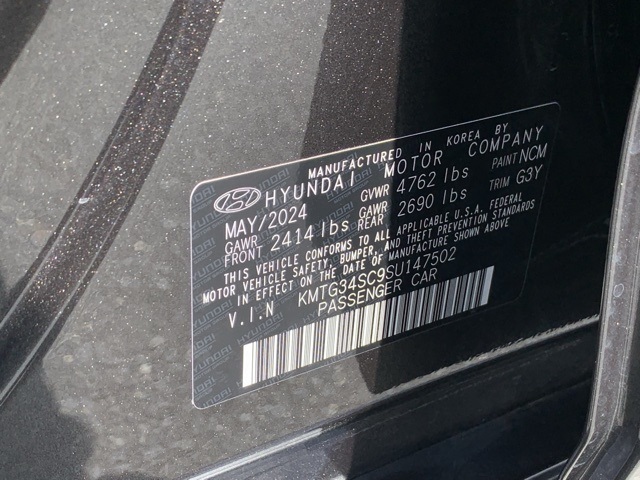 MANUFACTURED IN KOREA BY
HYUNDAI MOTOR COMPANY
MAY/2024 GVWR 4762 lbs PAINT NCM
GAWR FRONT 2414 lbs GAWR REAR 2690 lbs TRIM G3Y
THIS VEHICLE CONFORMS TO ALL APPLICABLE U.S.A. FEDERAL
MOTOR VEHICLE SAFETY, BUMPER, AND THEFT PREVENTION STANDARDS
IN EFFECT ON THE DATE OF MANUFACTURE SHOWN ABOVE.
V.I.N KMTG34SC9SU147502
PASSENGER CAR